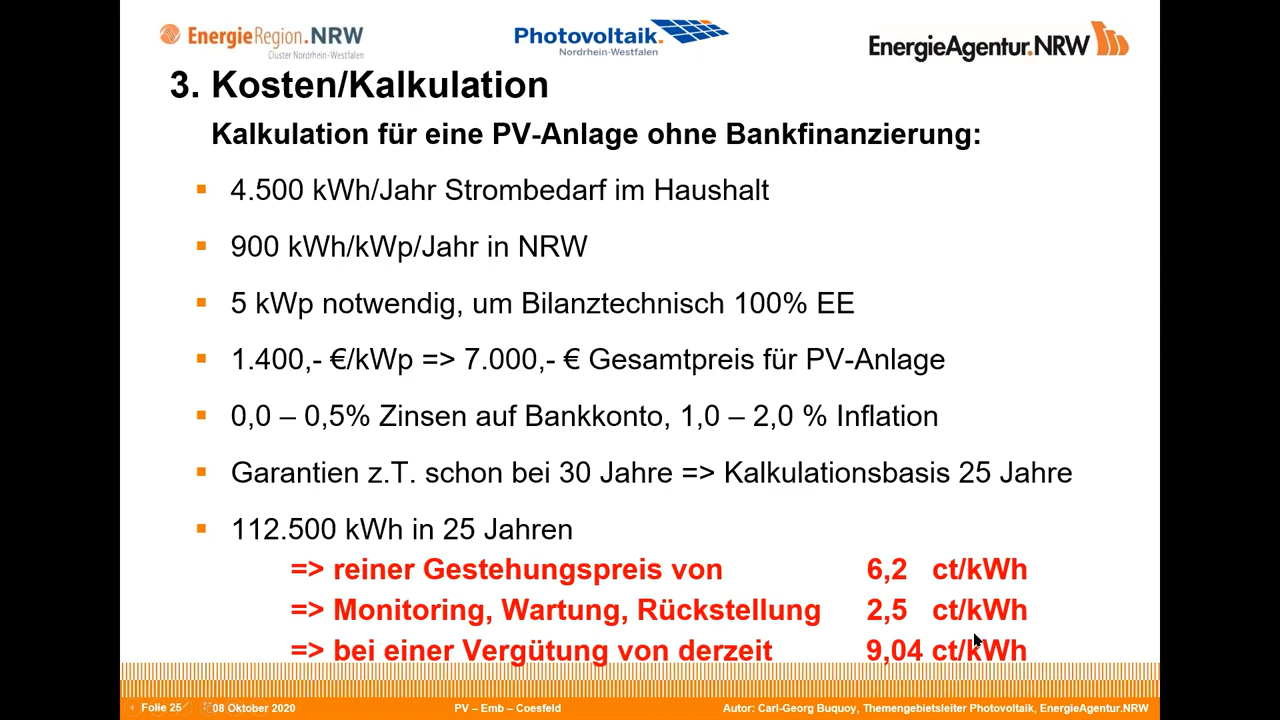 EnergieRegion.NRW
Cluster Nordrhein-Westfalen
Photovoltaik.
Nordrhein-Westfalen
EnergieAgentur.NRW
3. Kosten/Kalkulation
Kalkulation für eine PV-Anlage ohne Bankfinanzierung:
▪ 4.500 kWh/Jahr Strombedarf im Haushalt
▪ 900 kWh/kWp/Jahr in NRW
▪ 5 kWp notwendig, um Bilanztechnisch 100% EE
▪ 1.400,- €/kWp => 7.000,- € Gesamtpreis für PV-Anlage
▪ 0,0 – 0,5% Zinsen auf Bankkonto, 1,0 – 2,0 % Inflation
▪ Garantien z.T. schon bei 30 Jahre => Kalkulationsbasis 25 Jahre
▪ 112.500 kWh in 25 Jahren
=> reiner Gestehungspreis von 6,2 ct/kWh
=> Monitoring, Wartung, Rückstellung 2,5 ct/kWh
=> bei einer Vergütung von derzeit 9,04 ct/kWh
Folie 25 08 Oktober 2020 PV – Emb – Coesfeld Autor: Carl-Georg Buquoy, Themengebietsleiter Photovoltaik, EnergieAgentur.NRW